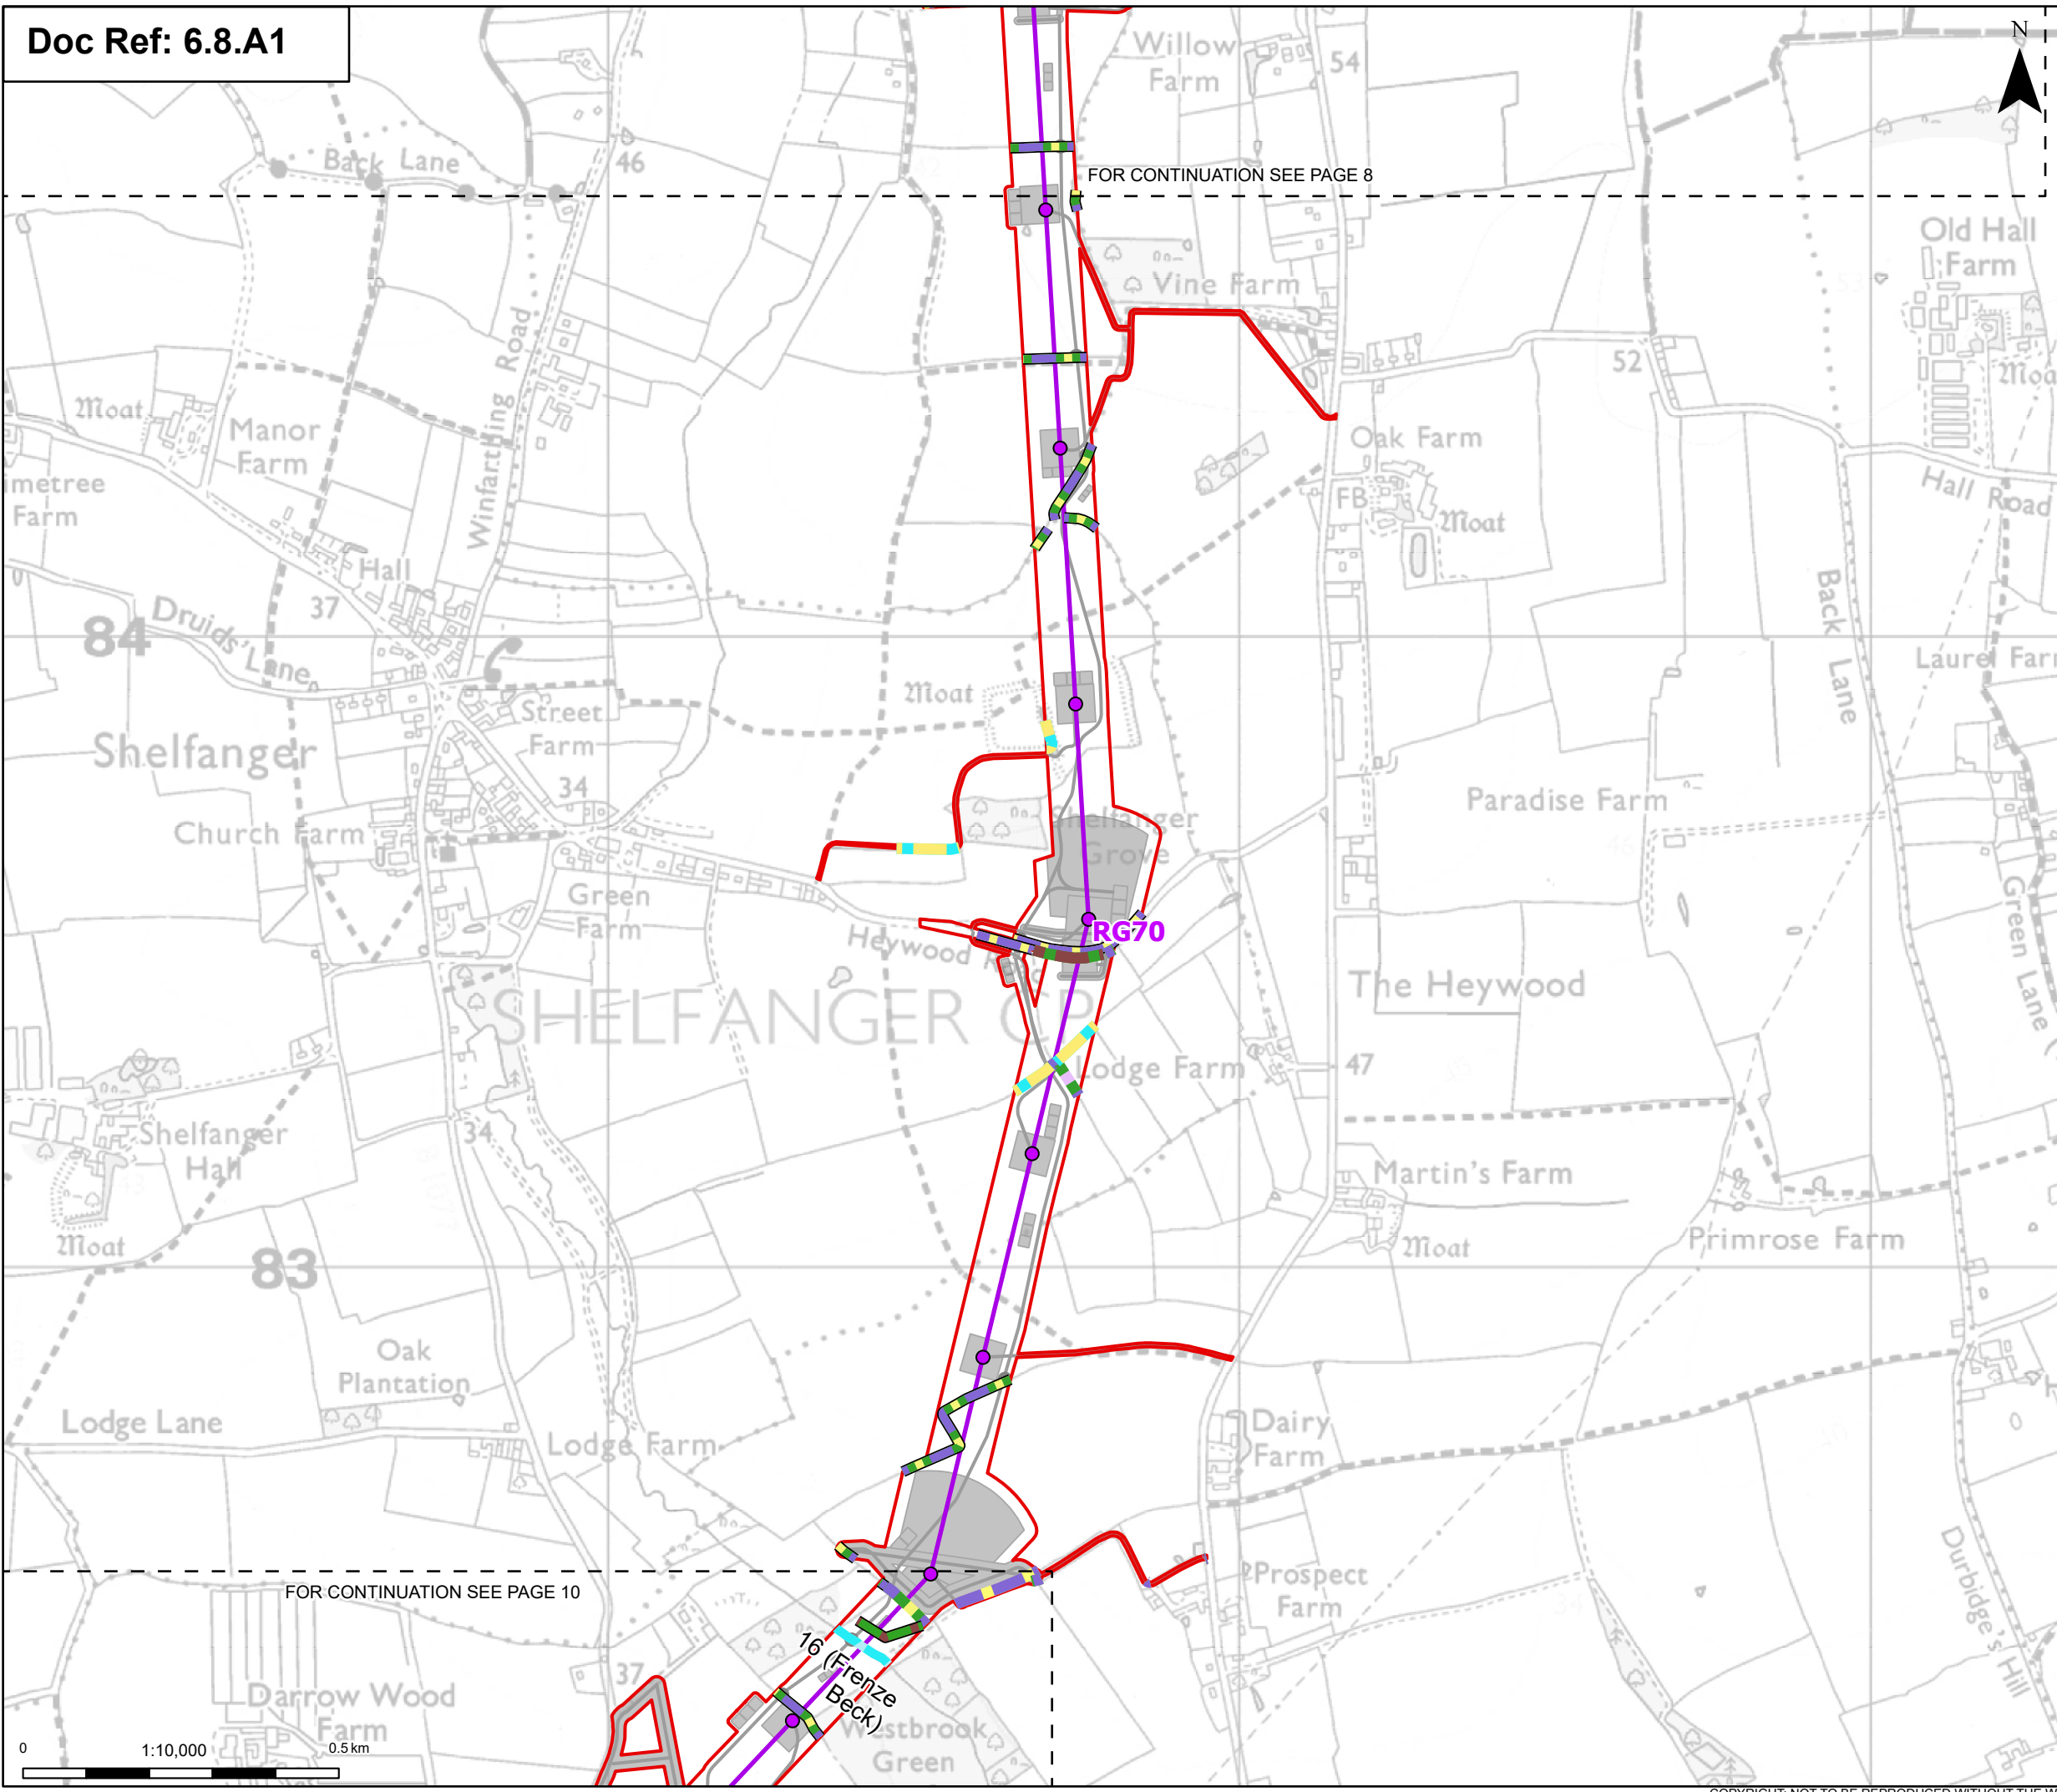 Doc Ref: 6.8.A1
N
Willow
Farm
54
Back Lane
46
FOR CONTINUATION SEE PAGE 8
Old Hall
Farm
Vine Farm
Winfarthing Road
52
Moat
Moa
Manor
Farm
Oak Farm
imetree
Farm
FB
Moat
Hall Road
Hall
37
Druids' Lane
84
Back Lane
Laurel Far
Moat
Street
Farm
Shelfanger
34
Paradise Farm
Shelfanger
Grove
Church Farm
Green
Farm
RG70
Heywood
Green Lane
The Heywood
SHELFANGER CP
Lodge Farm
47
34
Shelfanger
Hall
Martin's Farm
Moat
Moat
Primrose Farm
83
Oak
Plantation
Lodge Lane
Lodge Farm
Dairy
Farm
Prospect
Farm
Durbidge's Hill
FOR CONTINUATION SEE PAGE 10
16 (Frenze
Beck)
37
Darrow Wood
Farm
Westbrook
Green
0
1:10,000
0.5 km